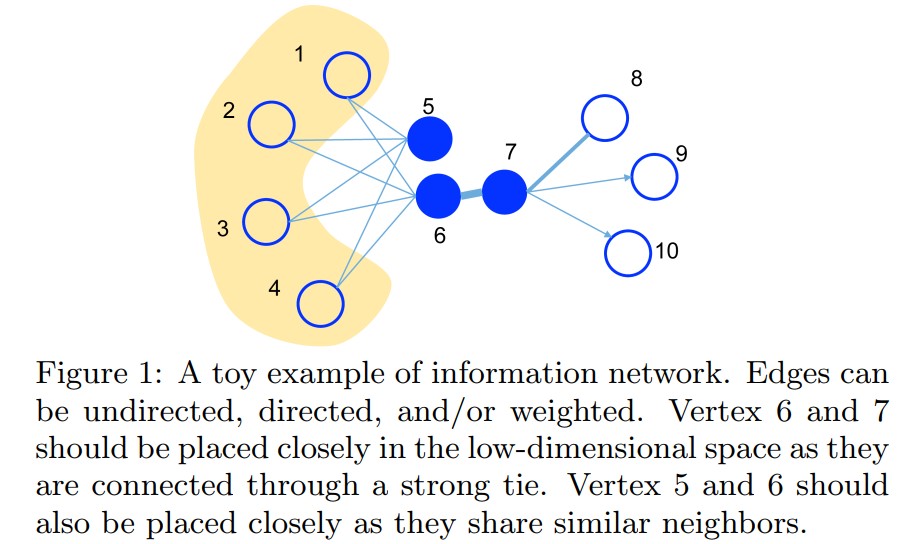 1
2
3
4
5
6
7
8
9
10
Figure 1: A toy example of information network. Edges can
be undirected, directed, and/or weighted. Vertex 6 and 7
should be placed closely in the low-dimensional space as they
are connected through a strong tie. Vertex 5 and 6 should
also be placed closely as they share similar neighbors.